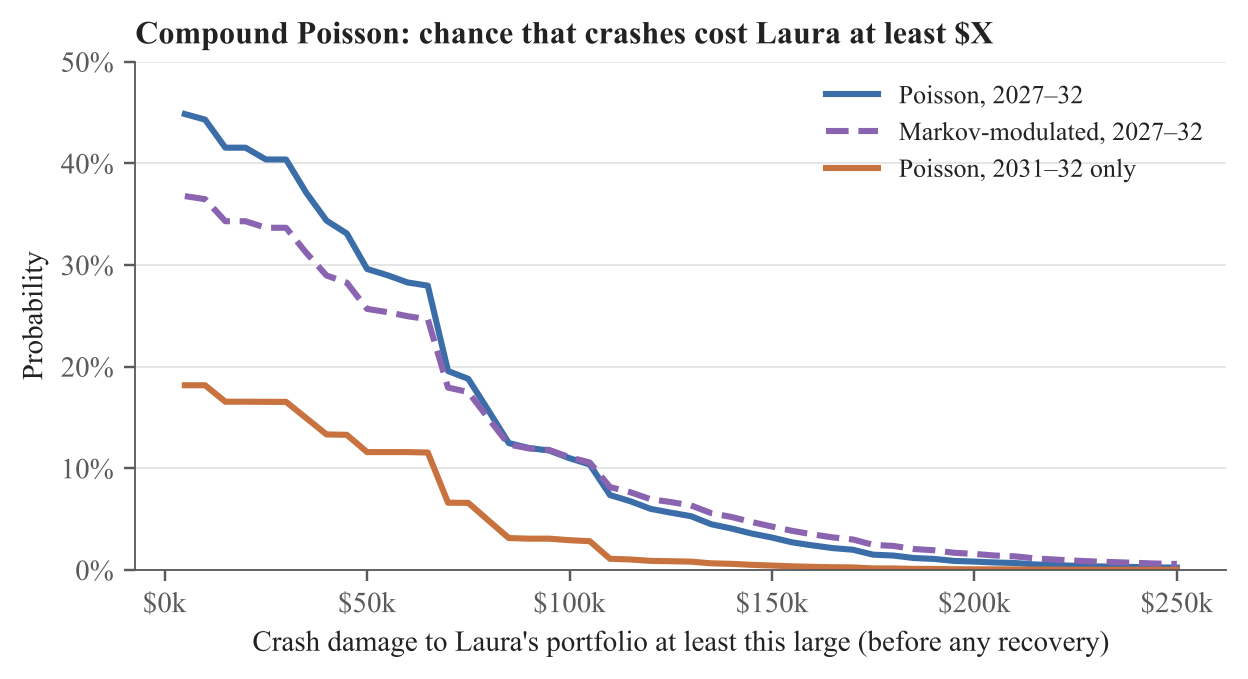 Compound Poisson: chance that crashes cost Laura at least $X
50%
40%
30%
20%
10%
0%
Probability
Poisson, 2027–32
Markov-modulated, 2027–32
Poisson, 2031–32 only
$0k
$50k
$100k
$150k
$200k
$250k
Crash damage to Laura's portfolio at least this large (before any recovery)